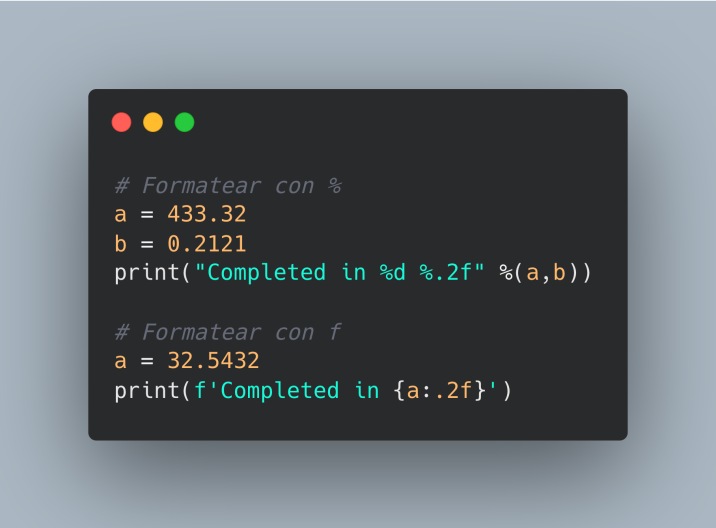 # Formatear con %
a = 433.32
b = 0.2121
print("Completed in %d %.2f" %(a,b))
# Formatear con f
a = 32.5432
print(f'Completed in {a:.2f}')